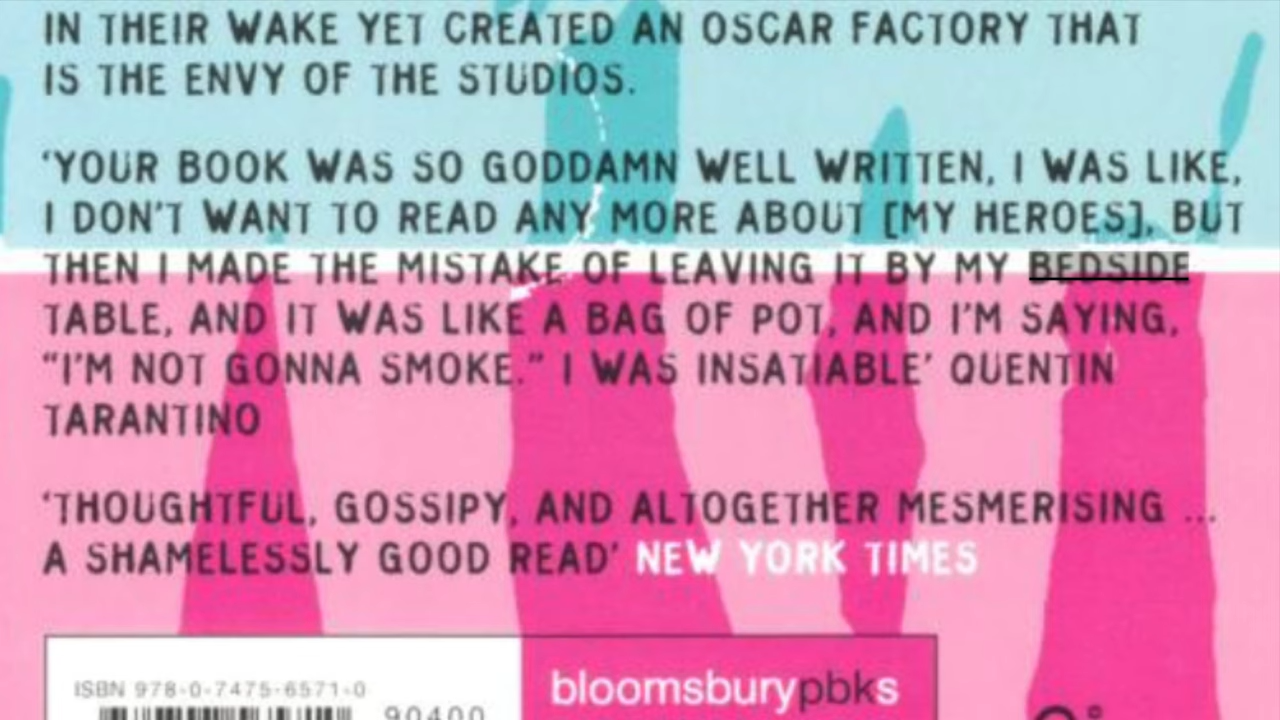 IN THEIR WAKE YET CREATED AN OSCAR FACTORY THAT
IS THE ENVY OF THE STUDIOS.
‘YOUR BOOK WAS SO GODDAMN WELL WRITTEN, I WAS LIKE,
I DON'T WANT TO READ ANY MORE ABOUT [MY HEROES], BUT
THEN I MADE THE MISTAKE OF LEAVING IT BY MY BEDSIDE
TABLE, AND IT WAS LIKE A BAG OF POT, AND I'M SAYING,
“I'M NOT GONNA SMOKE.” I WAS INSATIABLE’ QUENTIN
TARANTINO
‘THOUGHTFUL, GOSSIPY, AND ALTOGETHER MESMERISING ...
A SHAMELESSLY GOOD READ’ NEW YORK TIMES
bloomsburypbks
ISBN 978-0-7475-6571-0
90400